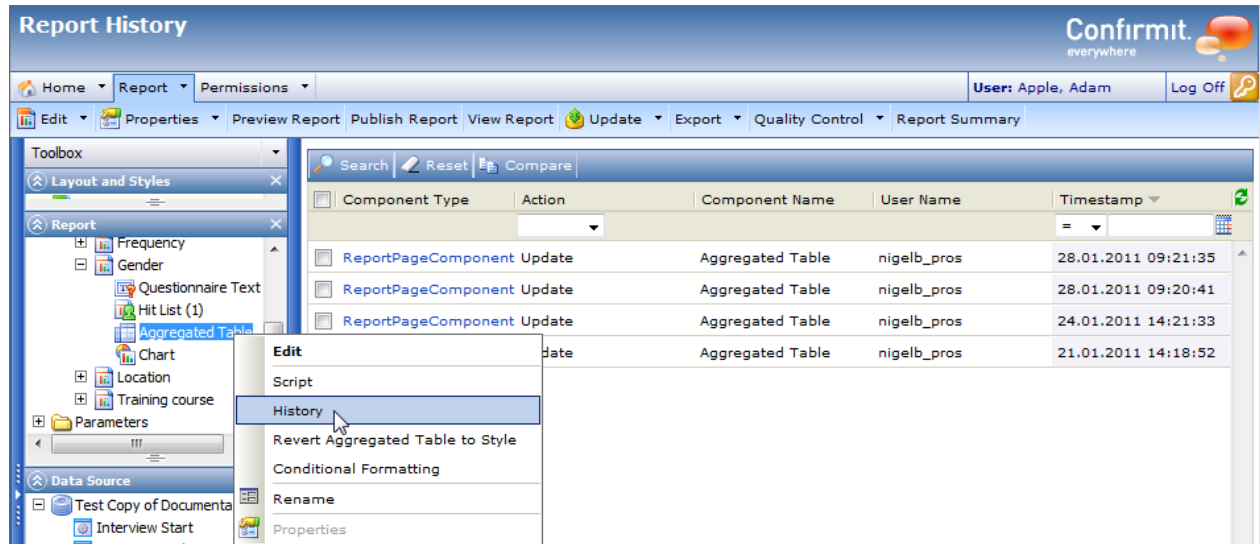 Report History
Confirmit.
everywhere
Home Report Permissions User: Apple, Adam Log Off
Edit Properties Preview Report Publish Report View Report Update Export Quality Control Report Summary
Toolbox
Layout and Styles
Report
Frequency
Gender
Questionnaire Text
Hit List (1)
Aggregated Table
Chart
Location
Training course
Parameters
Data Source
Test Copy of Documenta
Interview Start
Search Reset Compare
Component Type Action Component Name User Name Timestamp
=
ReportPageComponent Update Aggregated Table nigelb_pros 28.01.2011 09:21:35
ReportPageComponent Update Aggregated Table nigelb_pros 28.01.2011 09:20:41
ReportPageComponent Update Aggregated Table nigelb_pros 24.01.2011 14:21:33
date Aggregated Table nigelb_pros 21.01.2011 14:18:52
Edit
Script
History
Revert Aggregated Table to Style
Conditional Formatting
Rename
Properties